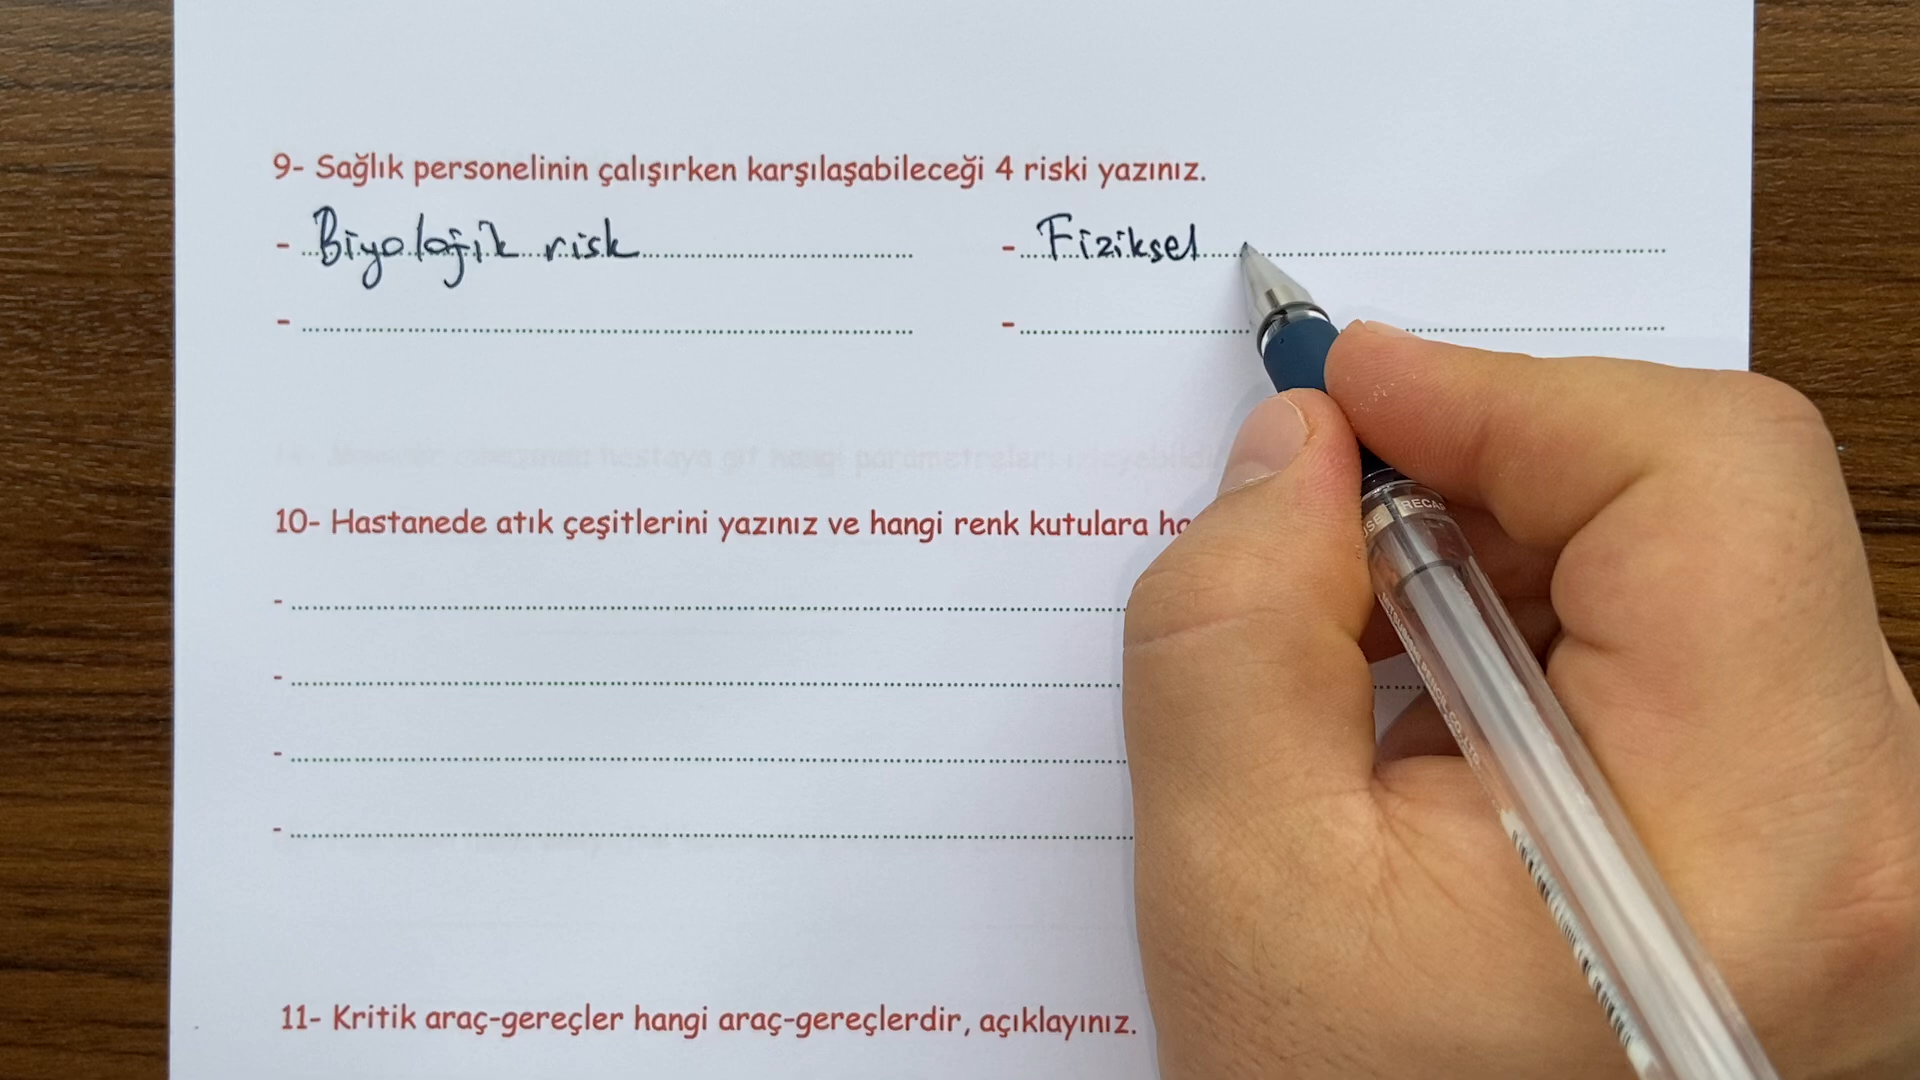 9- Sağlık personelinin çalışırken karşılaşabileceği 4 riski yazınız.
- Biyolojik risk - Fiziksel
- -
10- Hastanede atık çeşitlerini yazınız ve hangi renk kutulara
-
-
-
-
11- Kritik araç-gereçler hangi araç-gereçlerdir, açıklayınız.